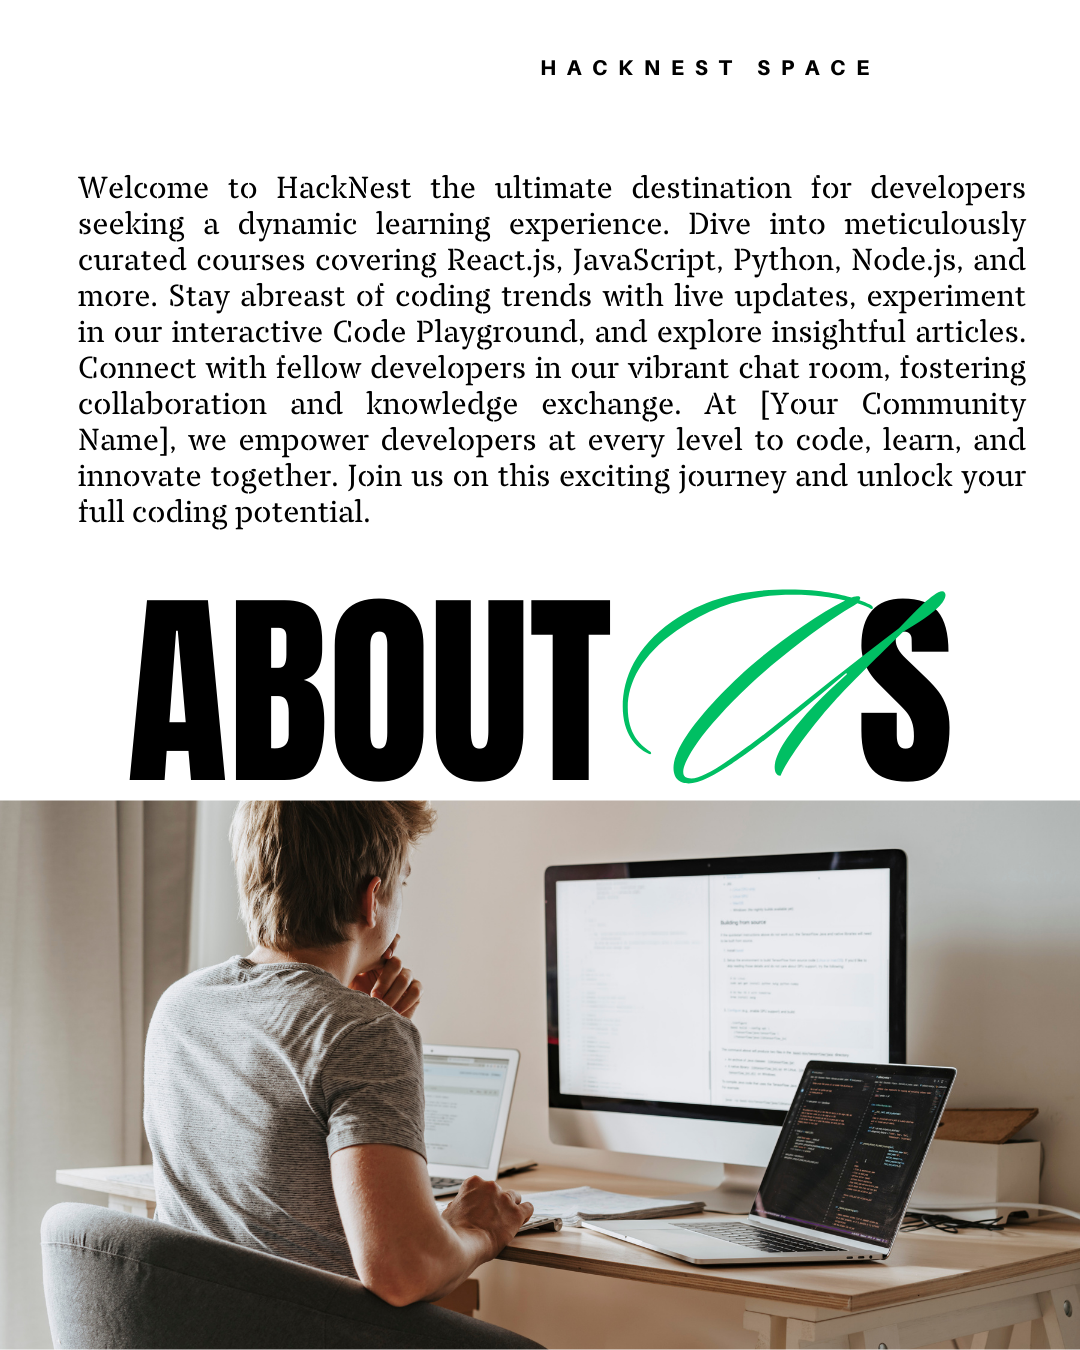 HACKNEST SPACE
Welcome to HackNest the ultimate destination for developers
seeking a dynamic learning experience. Dive into meticulously
curated courses covering React.js, JavaScript, Python, Node.js, and
more. Stay abreast of coding trends with live updates, experiment
in our interactive Code Playground, and explore insightful articles.
Connect with fellow developers in our vibrant chat room, fostering
collaboration and knowledge exchange. At [Your Community
Name], we empower developers at every level to code, learn, and
innovate together. Join us on this exciting journey and unlock your
full coding potential.
ABOUT US
Building from source